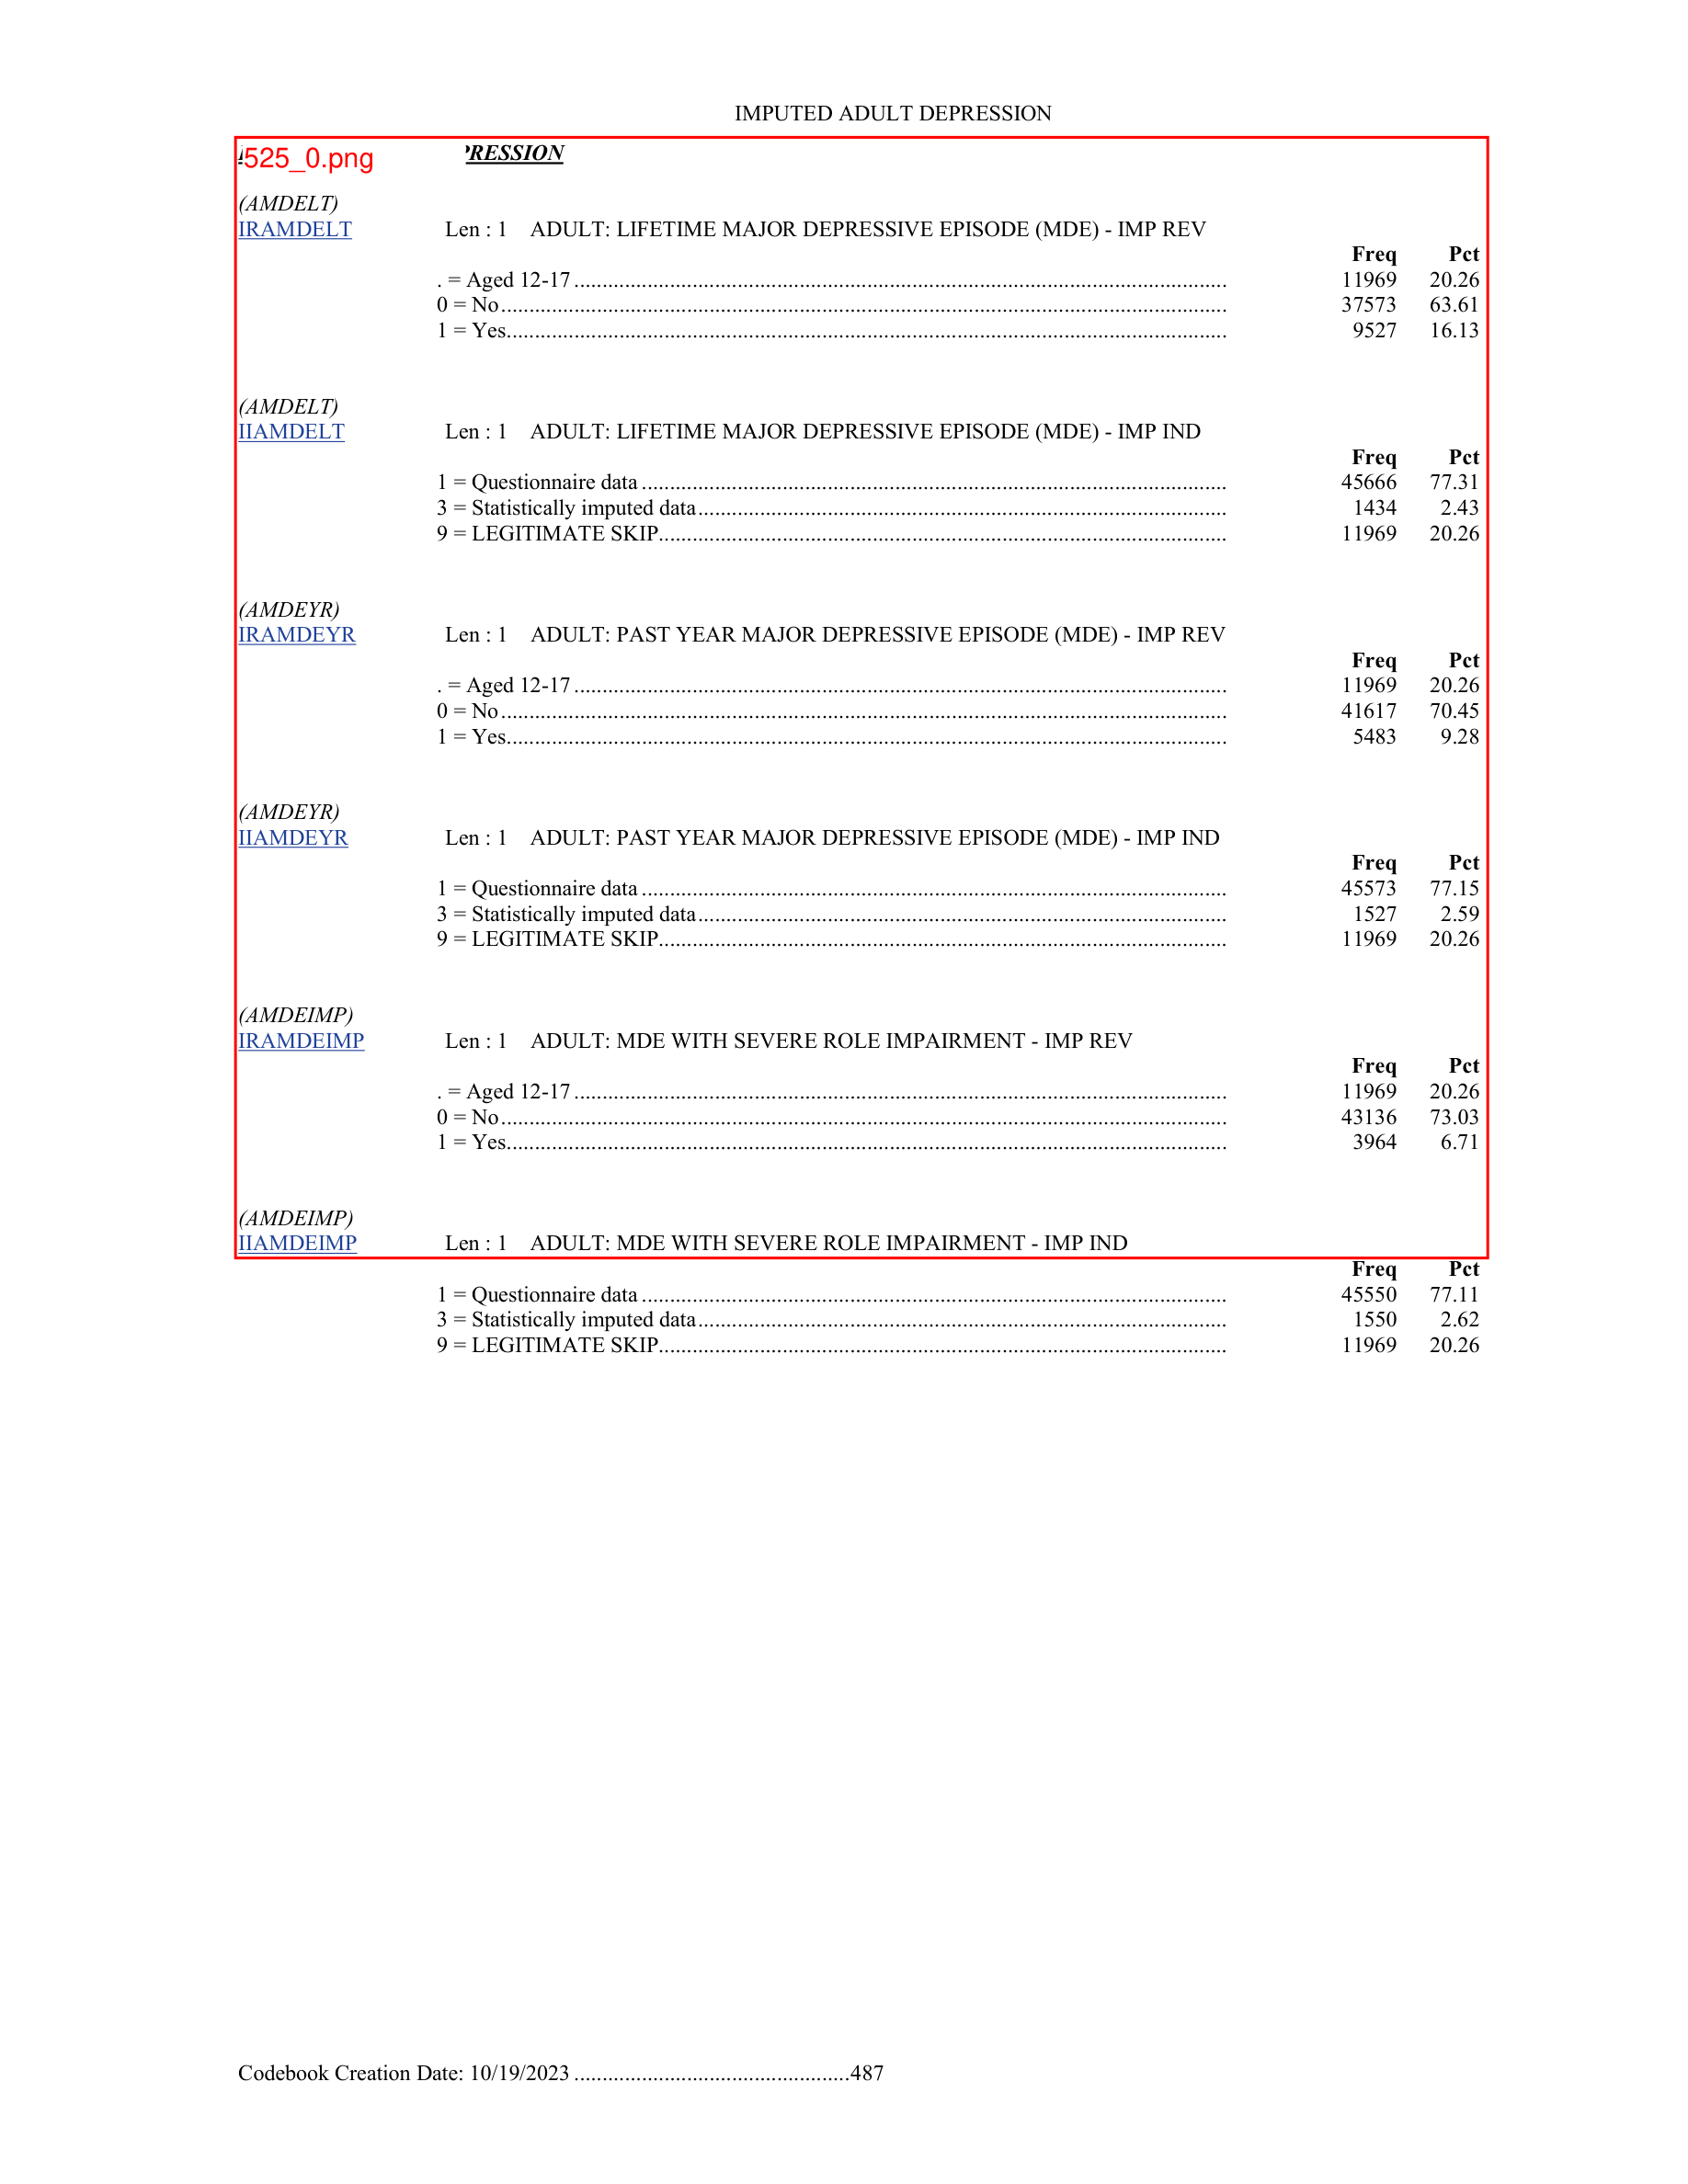 IMPUTED ADULT DEPRESSION
525_0.png RESSION
(AMDELT)
IRAMDELT Len : 1 ADULT: LIFETIME MAJOR DEPRESSIVE EPISODE (MDE) - IMP REV
Freq Pct
. = Aged 12-17 ........ 11969 20.26
0 = No ........ 37573 63.61
1 = Yes ........ 9527 16.13
(AMDELT)
IIAMDELT Len : 1 ADULT: LIFETIME MAJOR DEPRESSIVE EPISODE (MDE) - IMP IND
Freq Pct
1 = Questionnaire data ........ 45666 77.31
3 = Statistically imputed data ........ 1434 2.43
9 = LEGITIMATE SKIP ........ 11969 20.26
(AMDEYR)
IRAMDEYR Len : 1 ADULT: PAST YEAR MAJOR DEPRESSIVE EPISODE (MDE) - IMP REV
Freq Pct
. = Aged 12-17 ........ 11969 20.26
0 = No ........ 41617 70.45
1 = Yes ........ 5483 9.28
(AMDEYR)
IIAMDEYR Len : 1 ADULT: PAST YEAR MAJOR DEPRESSIVE EPISODE (MDE) - IMP IND
Freq Pct
1 = Questionnaire data ........ 45573 77.15
3 = Statistically imputed data ........ 1527 2.59
9 = LEGITIMATE SKIP ........ 11969 20.26
(AMDEIMP)
IRAMDEIMP Len : 1 ADULT: MDE WITH SEVERE ROLE IMPAIRMENT - IMP REV
Freq Pct
. = Aged 12-17 ........ 11969 20.26
0 = No ........ 43136 73.03
1 = Yes ........ 3964 6.71
(AMDEIMP)
IIAMDEIMP Len : 1 ADULT: MDE WITH SEVERE ROLE IMPAIRMENT - IMP IND
Freq Pct
1 = Questionnaire data ........ 45550 77.11
3 = Statistically imputed data ........ 1550 2.62
9 = LEGITIMATE SKIP ........ 11969 20.26
Codebook Creation Date: 10/19/2023 ........ 487